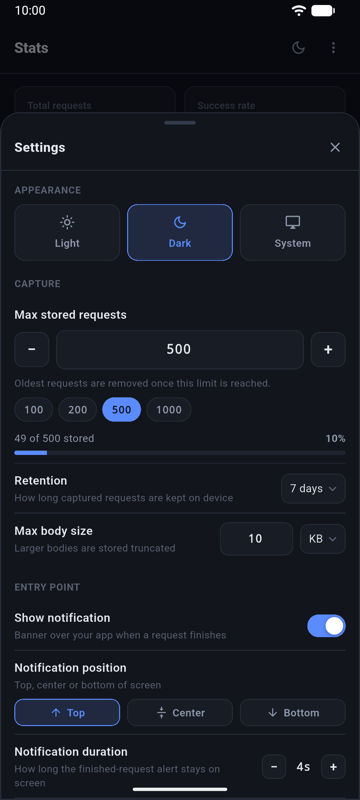 10:00
Stats
Total requests
Success rate
Settings
APPEARANCE
Light
Dark
System
CAPTURE
Max stored requests
−
500
+
Oldest requests are removed once this limit is reached.
100
200
500
1000
49 of 500 stored
10%
Retention
How long captured requests are kept on device
7 days
Max body size
Larger bodies are stored truncated
10
KB
ENTRY POINT
Show notification
Banner over your app when a request finishes
Notification position
Top, center or bottom of screen
Top
Center
Bottom
Notification duration
How long the finished-request alert stays on
screen
−
4s
+